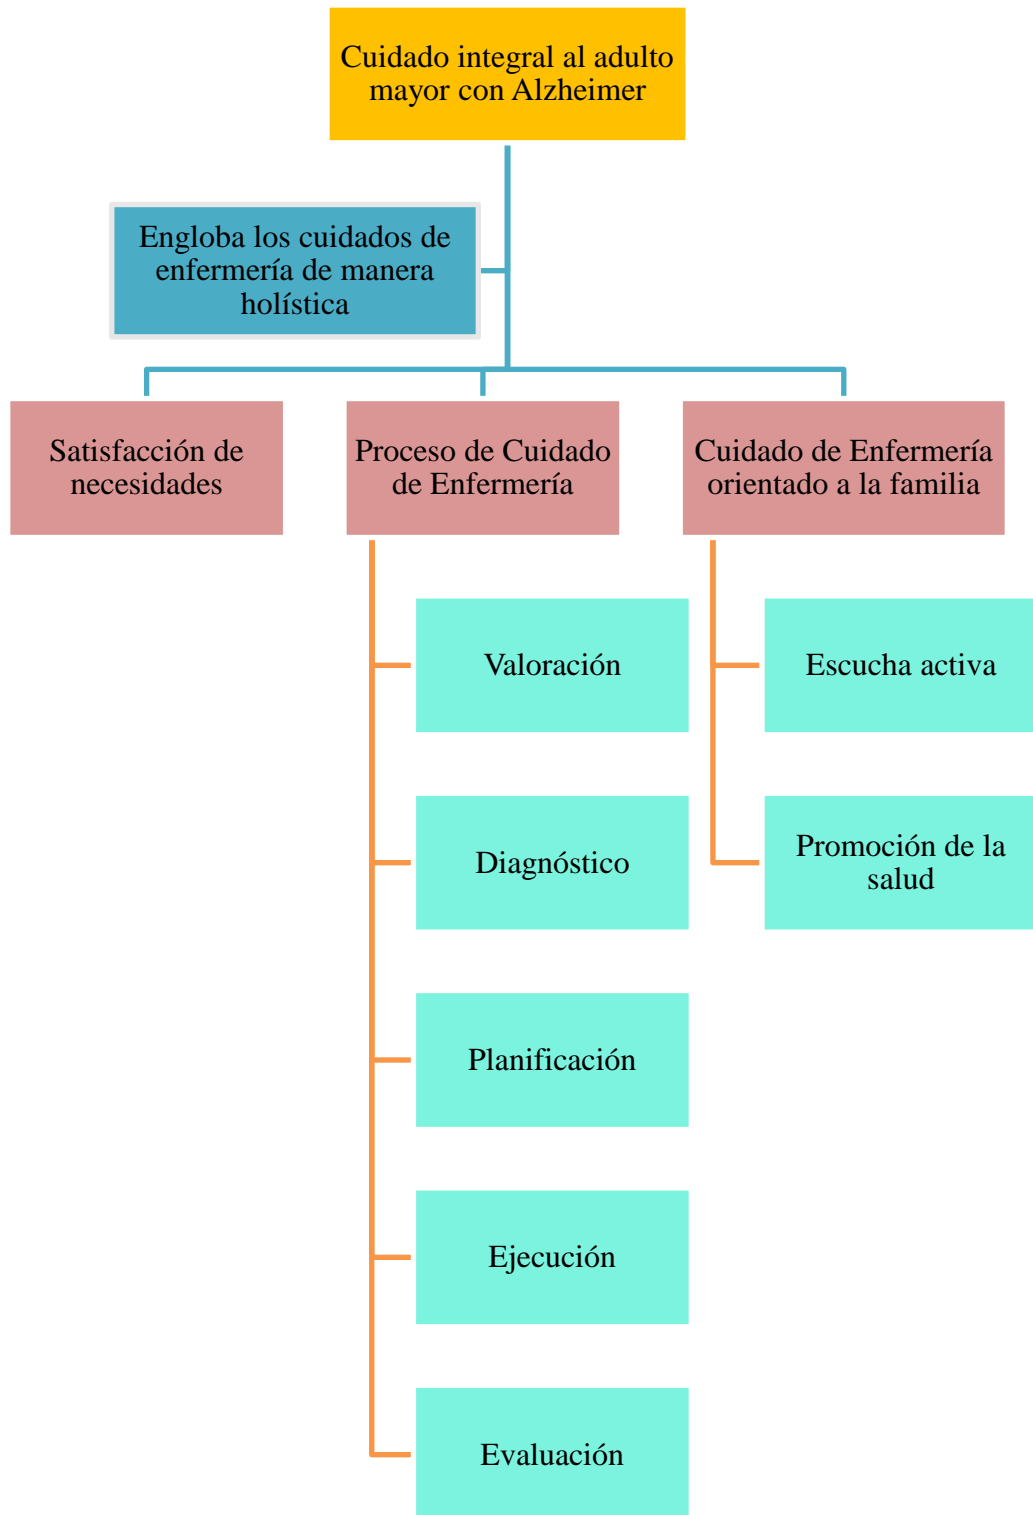 Cuidado integral al adulto
mayor con Alzheimer
Engloba los cuidados de
enfermería de manera
holística
Satisfacción de
necesidades
Proceso de Cuidado
de Enfermería
Cuidado de Enfermería
orientado a la familia
Valoración
Diagnóstico
Planificación
Ejecución
Evaluación
Escucha activa
Promoción de la
salud